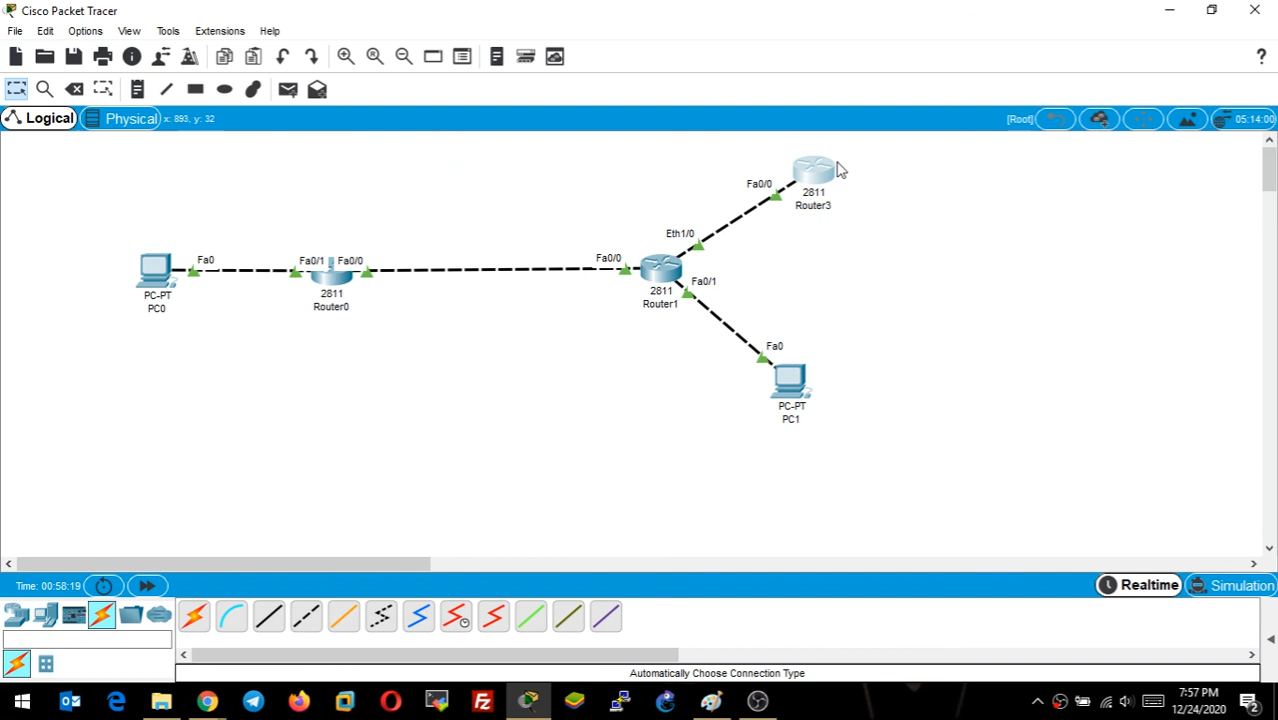 Cisco Packet Tracer
File Edit Options View Tools Extensions Help
?
Logical Physical x: 893, y: 32 [Root] 05:14:00
Fa0/0
2811
Router3
Eth1/0
Fa0 Fa0/1 Fa0/0 Fa0/0
Fa0/1
PC-PT
PC0
2811
Router0
2811
Router1
Fa0
PC-PT
PC1
Time: 00:58:19 Realtime Simulation
Automatically Choose Connection Type
7:57 PM
12/24/2020
2